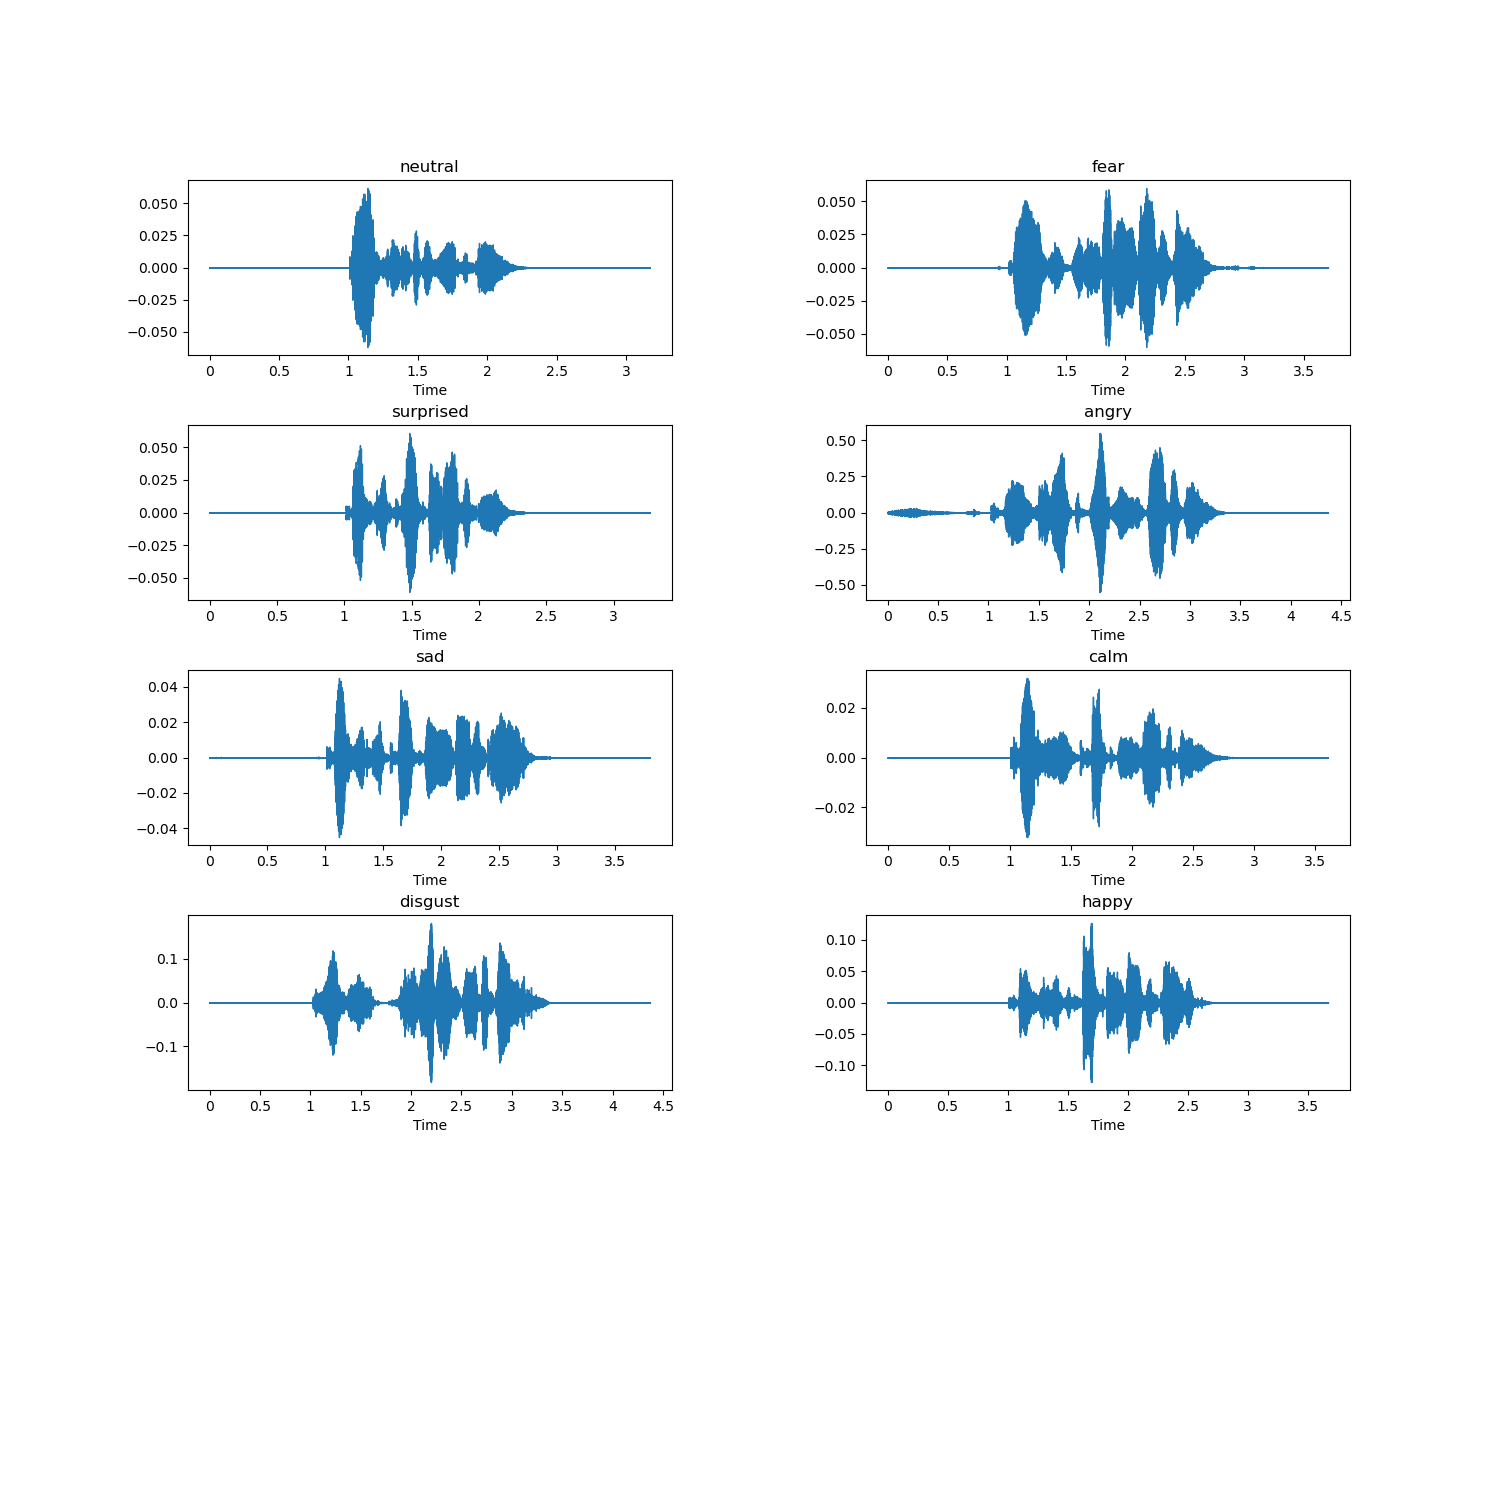 neutral
0.050
0.025
0.000
−0.025
−0.050
0 0.5 1 1.5 2 2.5 3
Time
fear
0.050
0.025
0.000
−0.025
−0.050
0 0.5 1 1.5 2 2.5 3 3.5
Time
surprised
0.050
0.025
0.000
−0.025
−0.050
0 0.5 1 1.5 2 2.5 3
Time
angry
0.50
0.25
0.00
−0.25
−0.50
0 0.5 1 1.5 2 2.5 3 3.5 4 4.5
Time
sad
0.04
0.02
0.00
−0.02
−0.04
0 0.5 1 1.5 2 2.5 3 3.5
Time
calm
0.02
0.00
−0.02
0 0.5 1 1.5 2 2.5 3 3.5
Time
disgust
0.1
0.0
−0.1
0 0.5 1 1.5 2 2.5 3 3.5 4 4.5
Time
happy
0.10
0.05
0.00
−0.05
−0.10
0 0.5 1 1.5 2 2.5 3 3.5
Time